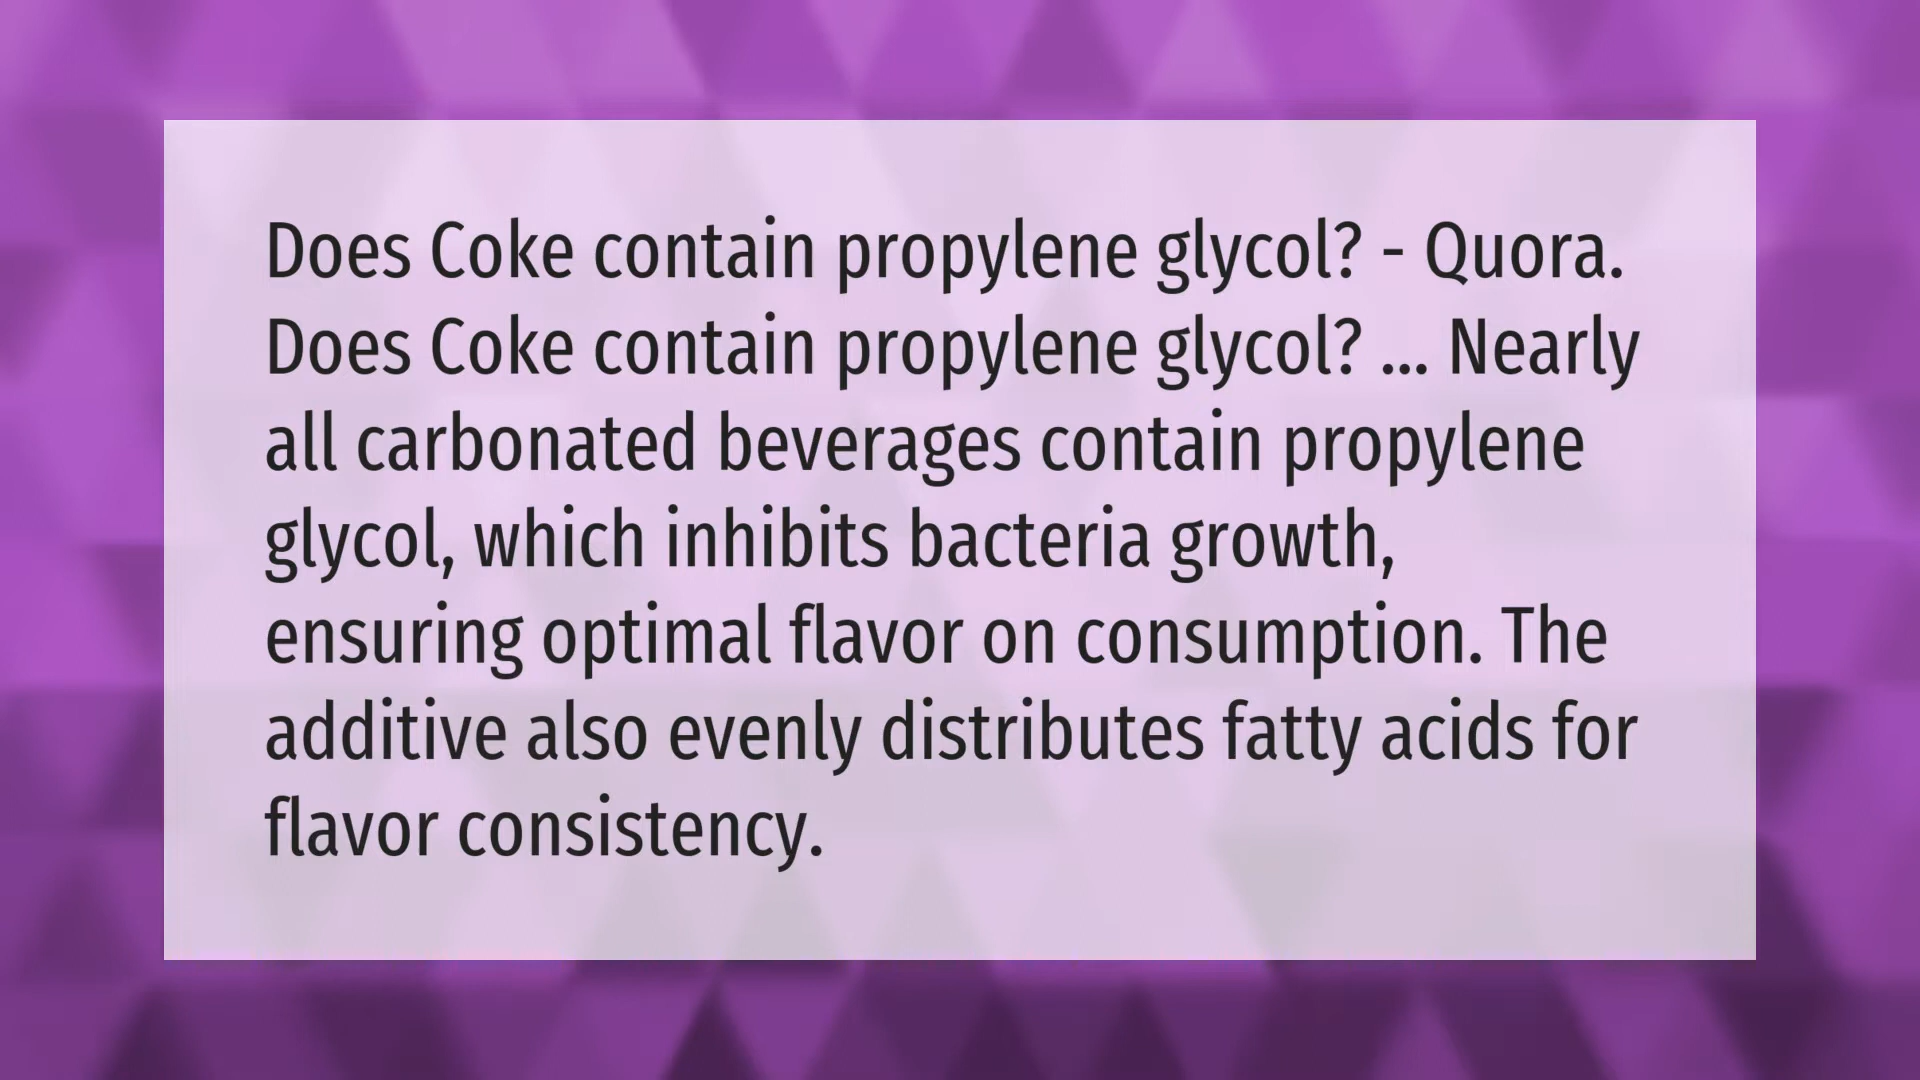 Does Coke contain propylene glycol? - Quora.
Does Coke contain propylene glycol? ... Nearly
all carbonated beverages contain propylene
glycol, which inhibits bacteria growth,
ensuring optimal flavor on consumption. The
additive also evenly distributes fatty acids for
flavor consistency.